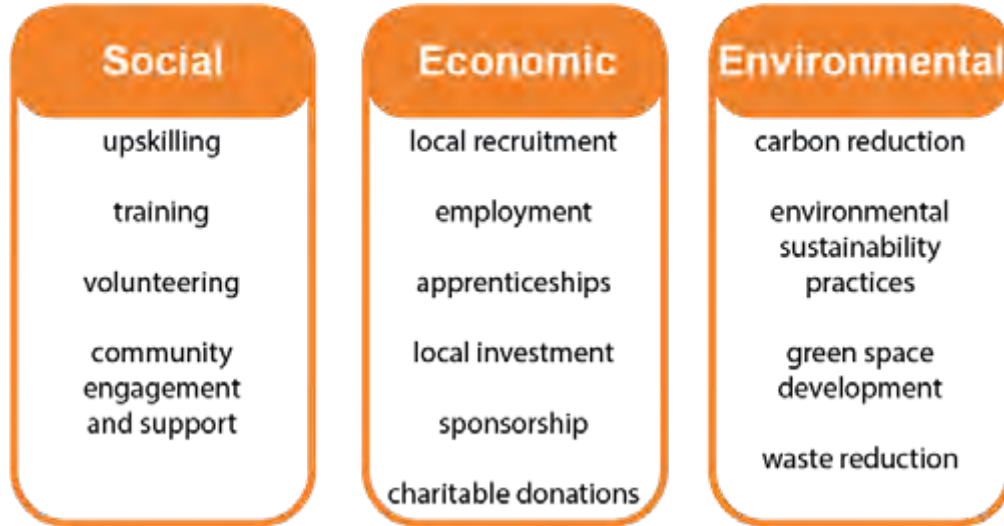 Social
upskilling
training
volunteering
community
engagement
and support
Economic
local recruitment
employment
apprenticeships
local investment
sponsorship
charitable donations
Environmental
carbon reduction
environmental
sustainability
practices
green space
development
waste reduction